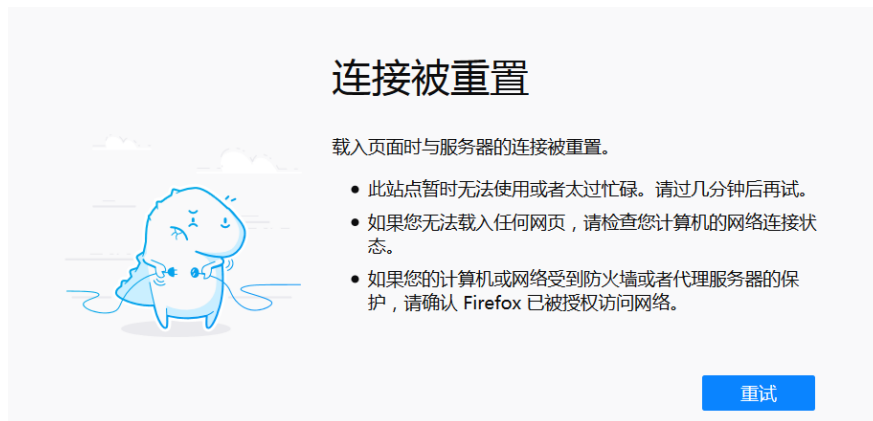 连接被重置
载入页面时与服务器的连接被重置。
• 此站点暂时无法使用或者太过忙碌。请过几分钟后再试。
• 如果您无法载入任何网页，请检查您计算机的网络连接状
态。
• 如果您的计算机或网络受到防火墙或者代理服务器的保
护，请确认 Firefox 已被授权访问网络。
重试